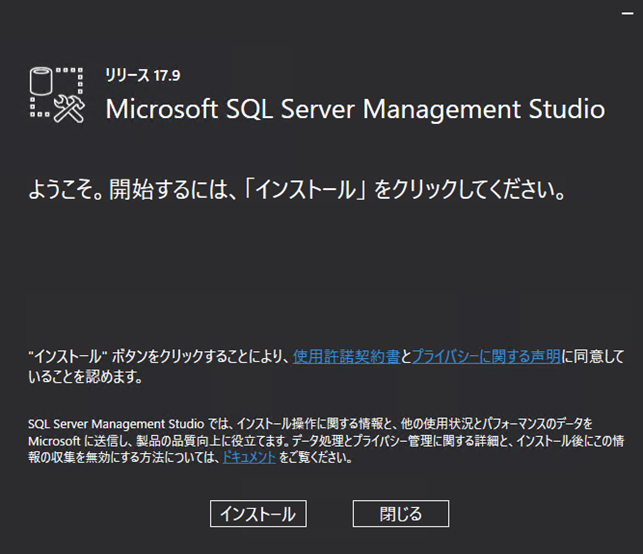 リリース 17.9
Microsoft SQL Server Management Studio
ようこそ。開始するには、「インストール」をクリックしてください。
"インストール" ボタンをクリックすることにより、使用許諾契約書とプライバシーに関する声明に同意して
いることを認めます。
SQL Server Management Studio では、インストール操作に関する情報と、他の使用状況とパフォーマンスのデータを
Microsoft に送信し、製品の品質向上に役立てます。データ処理とプライバシー管理に関する詳細と、インストール後にこの情
報の収集を無効にする方法については、ドキュメント をご覧ください。
インストール
閉じる